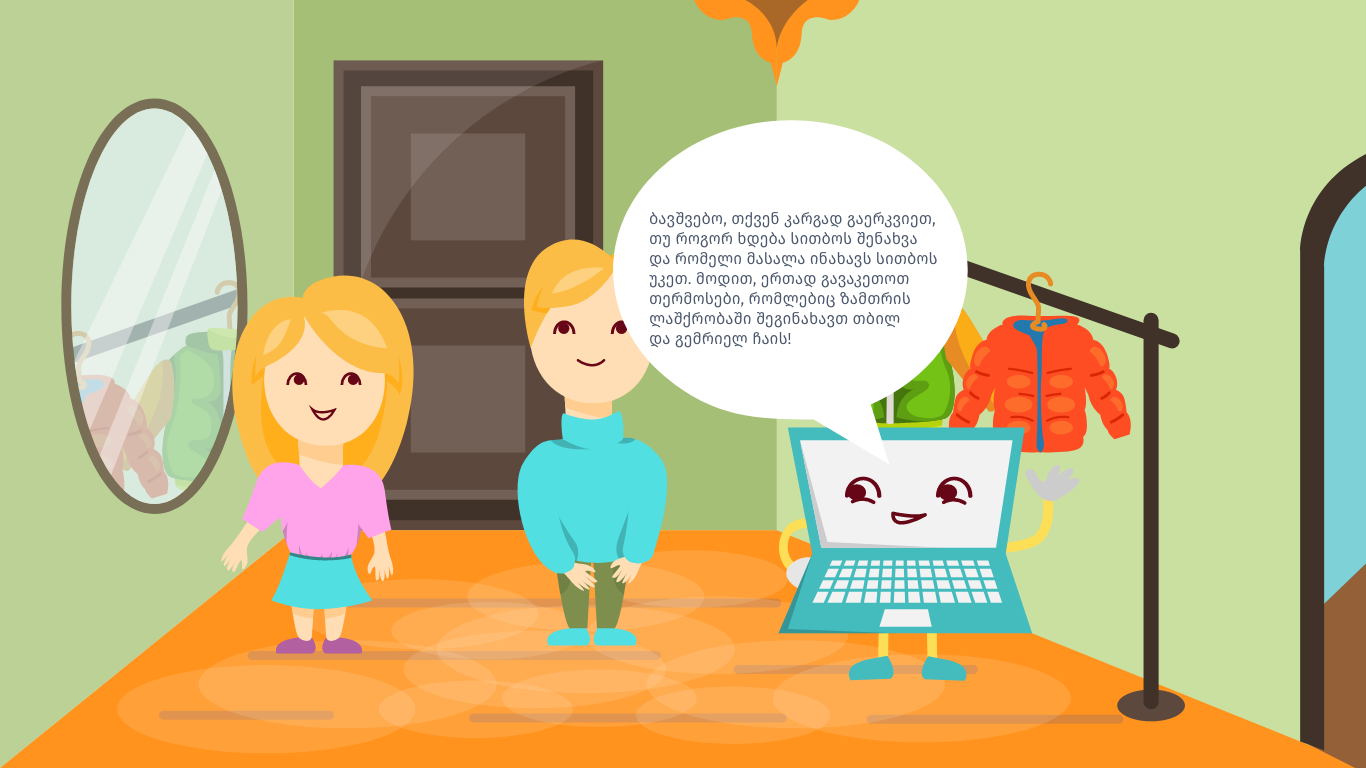 ბავშვებო, თქვენ კარგად გაერკვიეთ,
თუ როგორ ხდება სითბოს შენახვა
და რომელი მასალა ინახავს სითბოს
უკეთ. მოდით, ერთად გავაკეთოთ
თერმოსები, რომლებიც ზამთრის
ლაშქრობაში შეგინახავთ თბილ
და გემრიელ ჩაის!